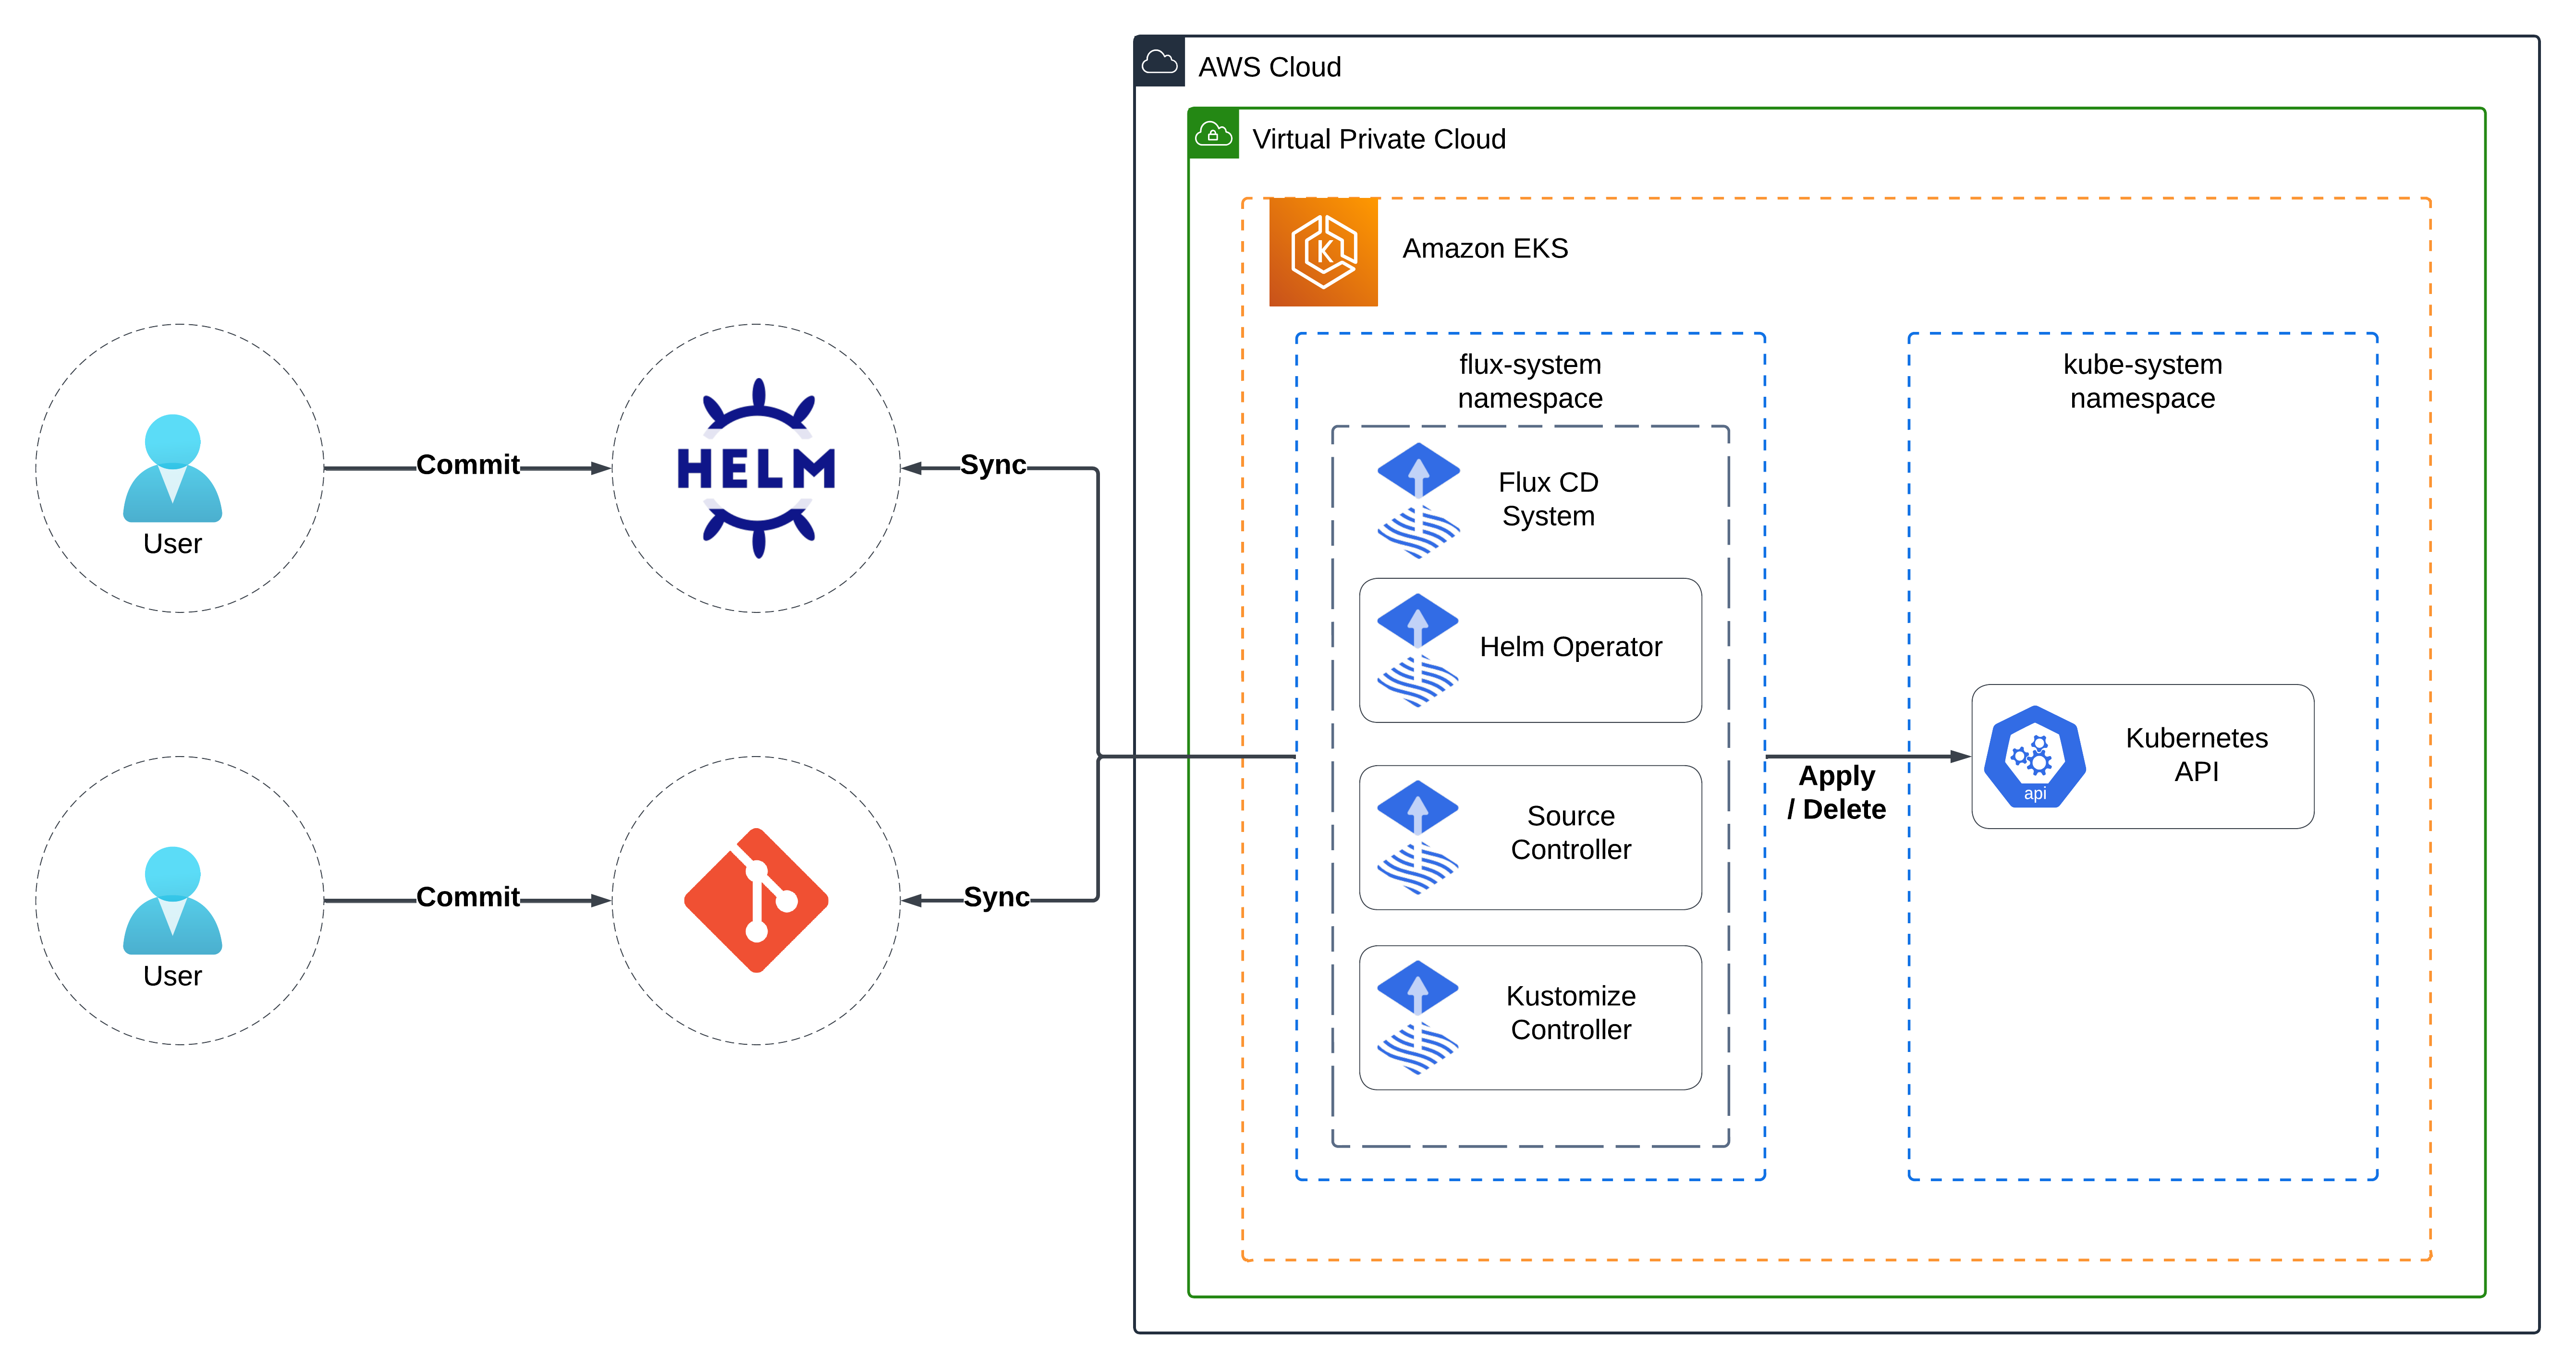 AWS Cloud
Virtual Private Cloud
Amazon EKS
flux-system
namespace
kube-system
namespace
User
Commit
HELM
Sync
Flux CD
System
Helm Operator
Source
Controller
Kustomize
Controller
Apply
/ Delete
Kubernetes
API
api
K
User
Commit
Sync